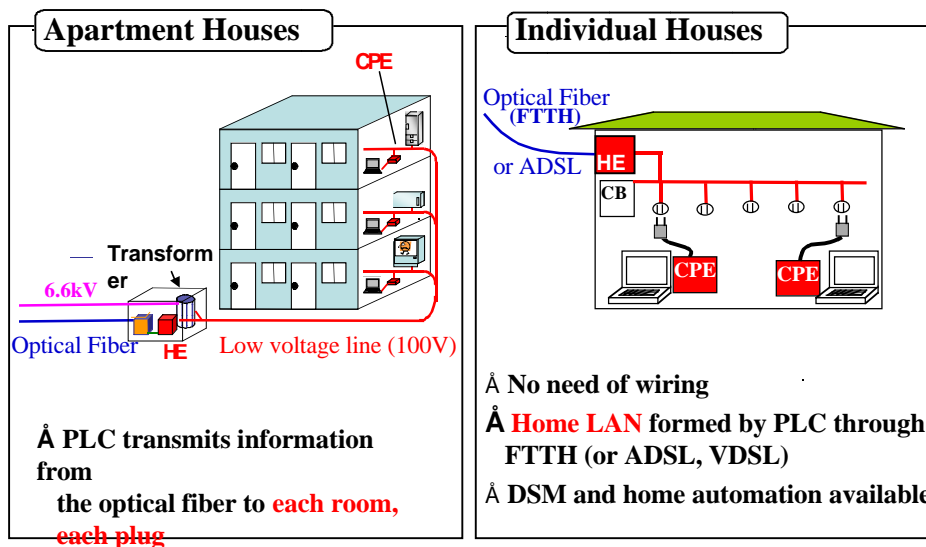 Apartment Houses
CPE
Transform
er
6.6kV
Optical Fiber
HE
Low voltage line (100V)
Å PLC transmits information
from
the optical fiber to each room,
each plug
Individual Houses
Optical Fiber
(FTTH)
or ADSL
HE
CB
CPE
CPE
Å No need of wiring
Å Home LAN formed by PLC through
FTTH (or ADSL, VDSL)
Å DSM and home automation available